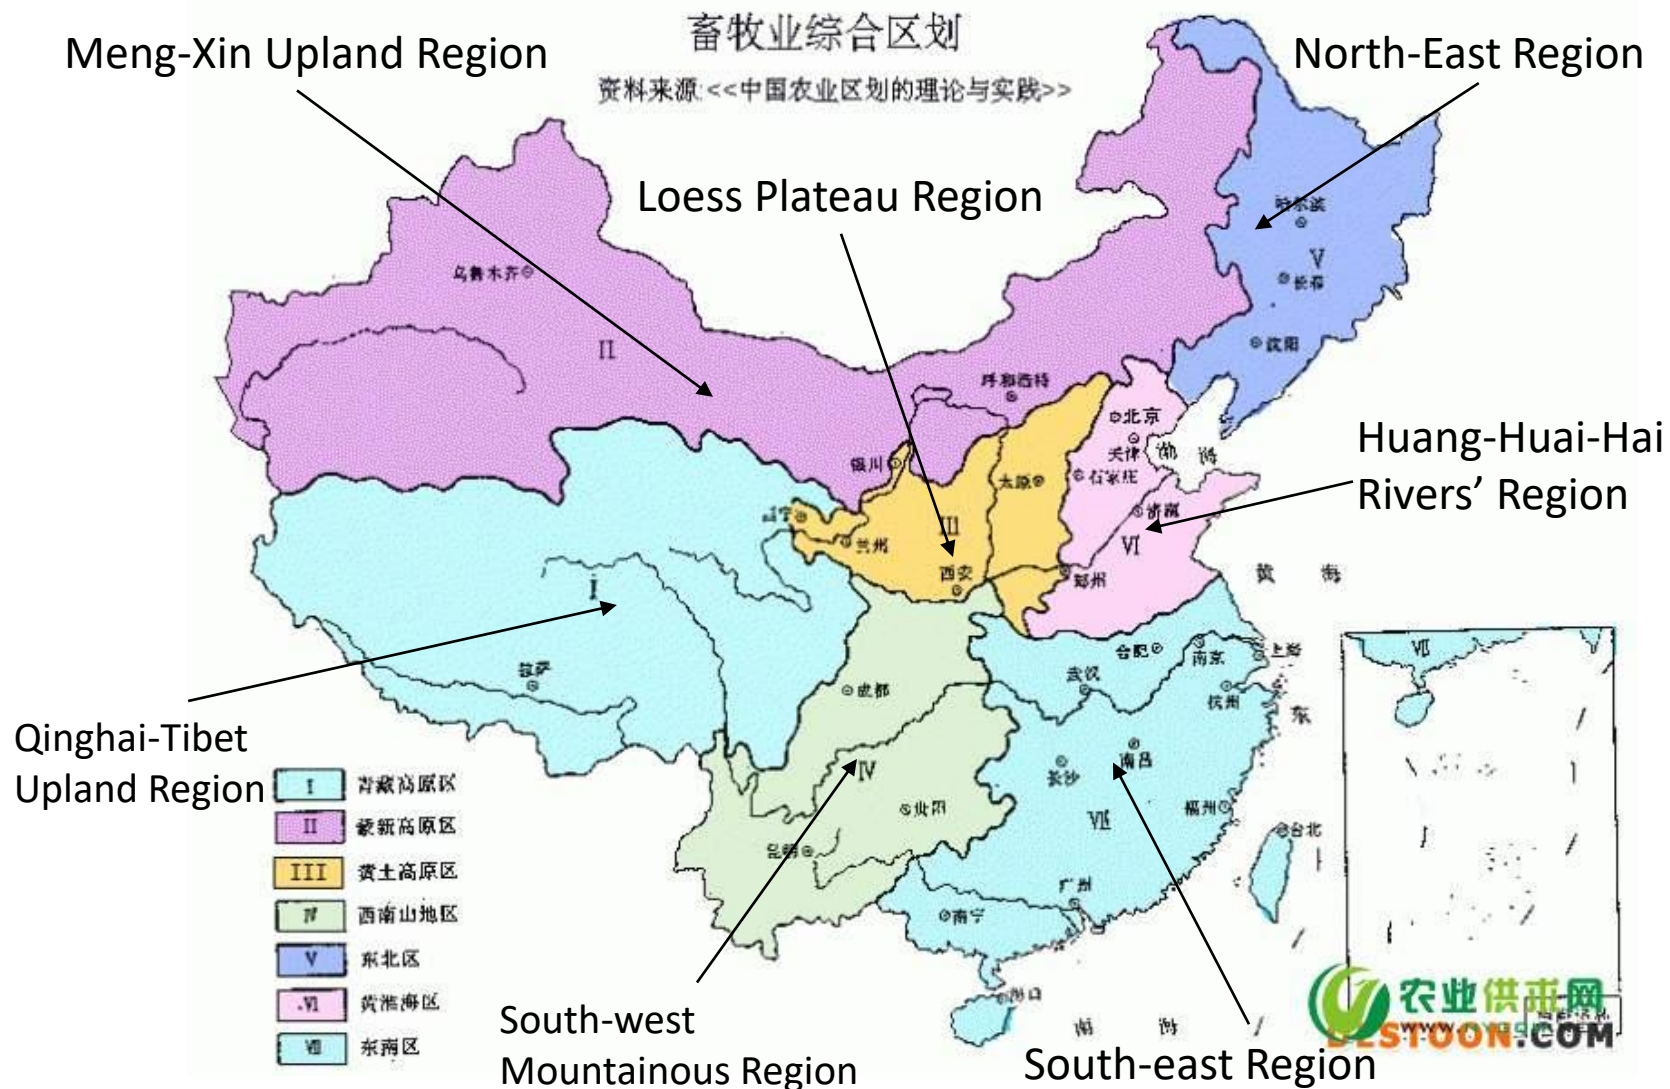 畜牧业综合区划
Meng-Xin Upland Region
North-East Region
资料来源:<<中国农业区划的理论与实践>>
Loess Plateau Region
哈尔滨
乌鲁木齐
V
长春
II
沈阳
呼和浩特
北京
天津
渤 海
Huang-Huai-Hai
Rivers’ Region
银川
太原
石家庄
济南
III
VI
兰州
西安
郑州
黄 海
I
拉萨
合肥
南京
上海
武汉
成都
杭州
东
VII
Qinghai-Tibet
Upland Region
南昌
长沙
IV
贵阳
福州
VII
台北
昆明
广州
南宁
海口
南 海
I 青藏高原区
II 蒙新高原区
III 黄土高原区
IV 西南山地区
V 东北区
VI 黄淮海区
VII 东南区
South-west
Mountainous Region
South-east Region
农业供求网
DESTOON.COM